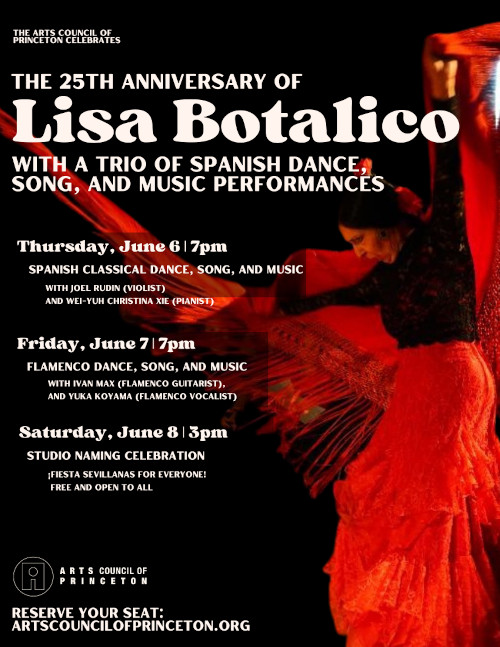 THE ARTS COUNCIL OF
PRINCETON CELEBRATES
THE 25TH ANNIVERSARY OF
Lisa Botalico
WITH A TRIO OF SPANISH DANCE,
SONG, AND MUSIC PERFORMANCES
Thursday, June 6 | 7pm
SPANISH CLASSICAL DANCE, SONG, AND MUSIC
WITH JOEL RUDIN (VIOLIST)
AND WEI-YUH CHRISTINA XIE (PIANIST)
Friday, June 7 | 7pm
FLAMENCO DANCE, SONG, AND MUSIC
WITH IVAN MAX (FLAMENCO GUITARIST),
AND YUKA KOYAMA (FLAMENCO VOCALIST)
Saturday, June 8 | 3pm
STUDIO NAMING CELEBRATION
¡FIESTA SEVILLANAS FOR EVERYONE!
FREE AND OPEN TO ALL
ARTS COUNCIL OF
PRINCETON
RESERVE YOUR SEAT:
ARTSCOUNCILOFPRINCETON.ORG